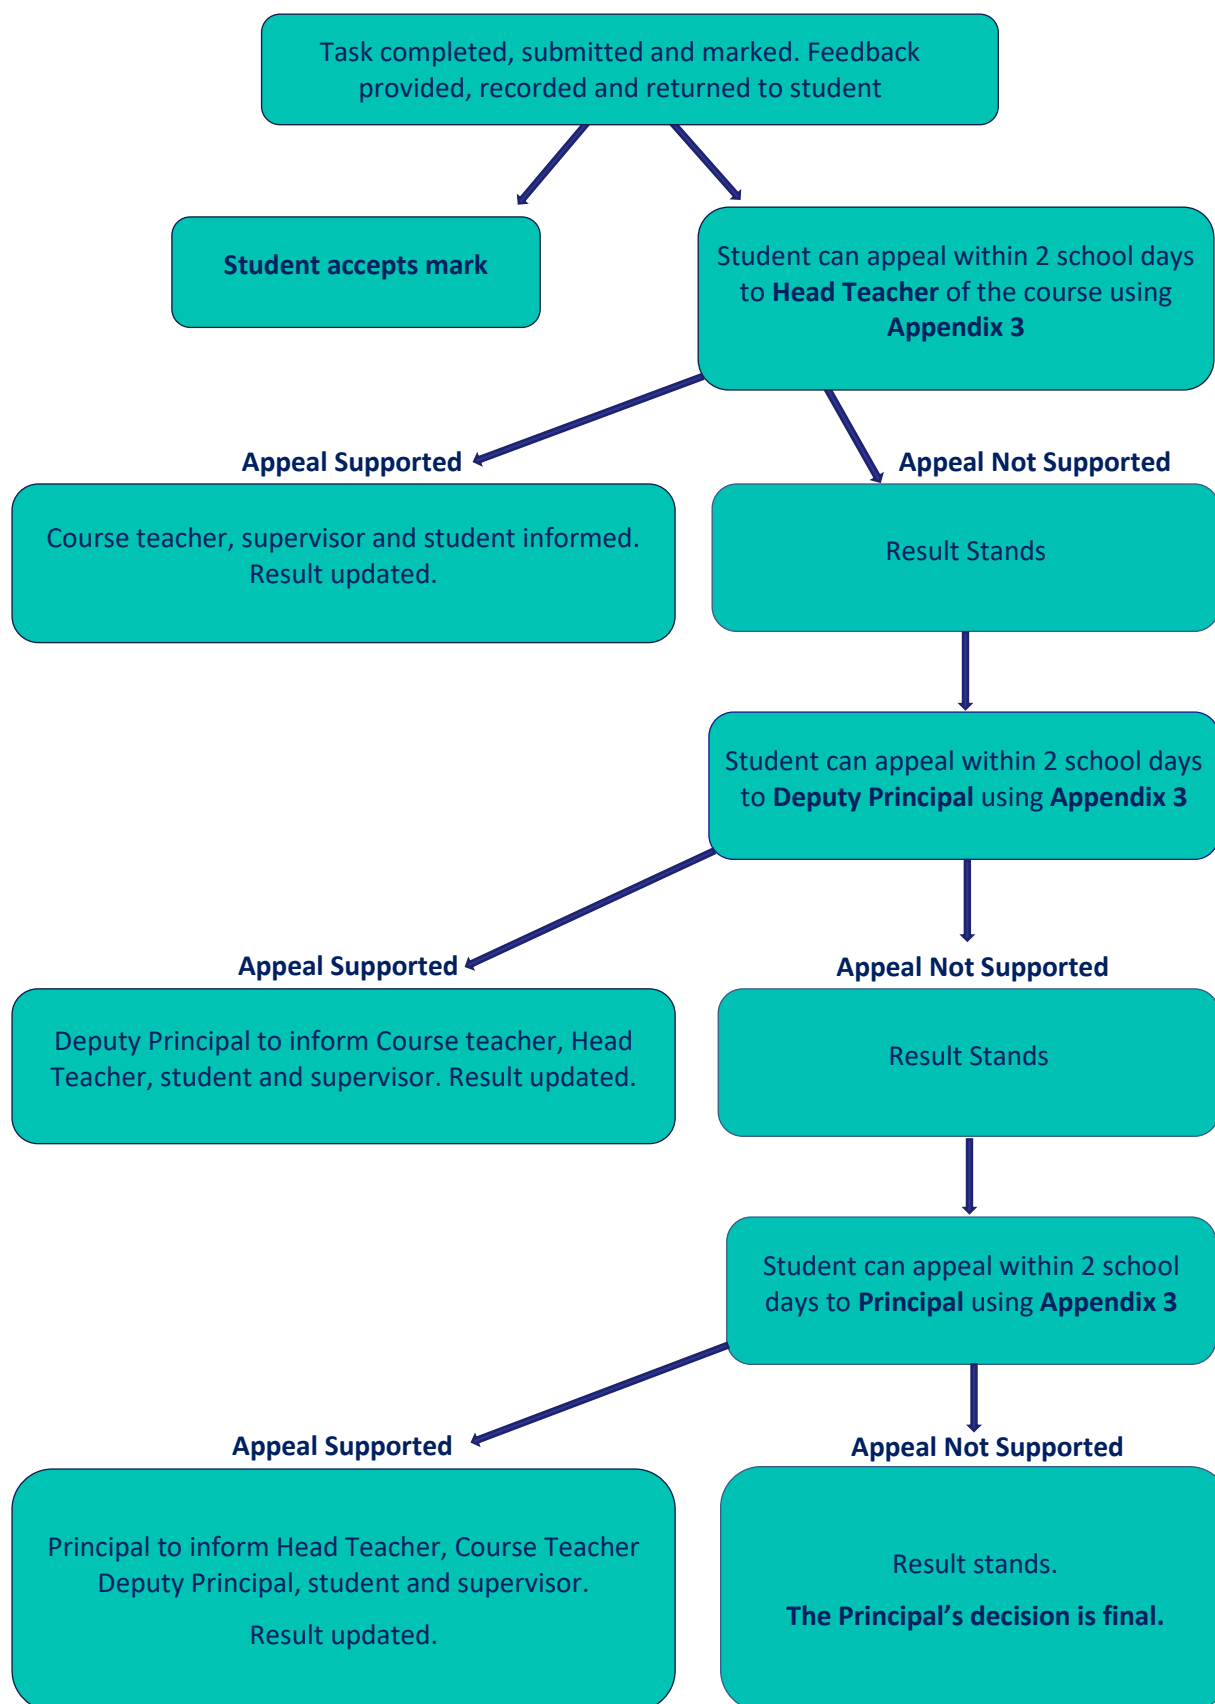 Task completed, submitted and marked. Feedback
provided, recorded and returned to student
Student accepts mark
Student can appeal within 2 school days
to Head Teacher of the course using
Appendix 3
Appeal Supported
Appeal Not Supported
Course teacher, supervisor and student informed.
Result updated.
Result Stands
Student can appeal within 2 school days
to Deputy Principal using Appendix 3
Appeal Supported
Appeal Not Supported
Deputy Principal to inform Course teacher, Head
Teacher, student and supervisor. Result updated.
Result Stands
Student can appeal within 2 school
days to Principal using Appendix 3
Appeal Supported
Appeal Not Supported
Principal to inform Head Teacher, Course Teacher
Deputy Principal, student and supervisor.
Result updated.
Result stands.
The Principal’s decision is final.